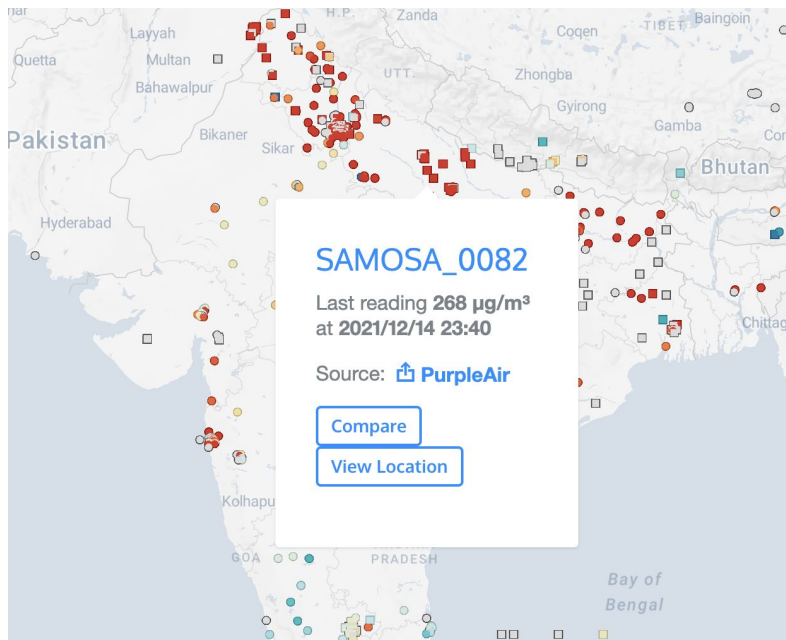 H.P.
Zanda
Baingoin
Layyah
Coqen
TIBET
Quetta
Multan
UTT.
Zhongba
Bahawalpur
Gyirong
Bikaner
Gamba
Pakistan
Sikar
Bhutan
Hyderabad
SAMOSA_0082
Last reading 268 µg/m³
at 2021/12/14 23:40
Chittag
Source: PurpleAir
Compare
View Location
Kolhapu
GOA
PRADESH
Bay of
Bengal